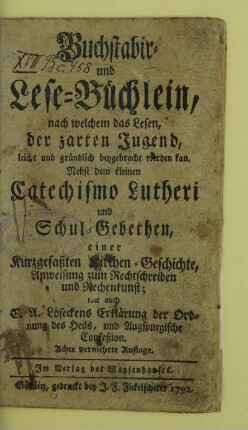 Buchstabir-
XIII Bc. 458
und
Lese-Büchlein,
nach welchem das Lesen,
der zarten Jugend,
leicht und gründlich beygebracht werden kan.
Nebst dem kleinen
Catechismo Lutheri
und
Schul-Gebethen,
einer
Kurzgefaßten Kirchen-Geschichte,
Anweisung zum Rechtschreiben
und Rechenkunst;
wie auch
C. A. Löseckens Erklärung der Ord-
nung des Heils, und Augspurgische
Confession.
Achte vermehrte Auflage.
Im Verlag des Waysenhauses.
Görlitz, gedruckt bey J. F. Fickelscherer 1792.